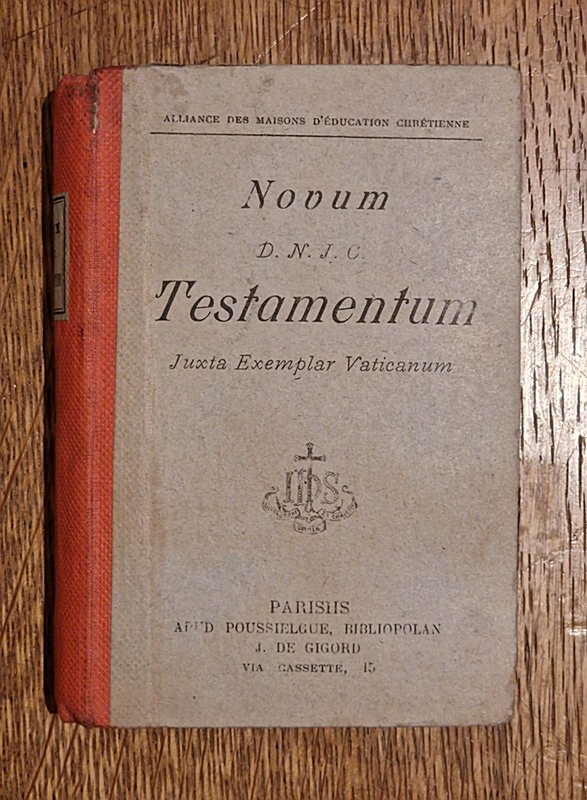 ALLIANCE DES MAISONS D'ÉDUCATION CHRÉTIENNE
Novum
D. N. J. C.
Testamentum
Juxta Exemplar Vaticanum
IHS
PARISIIS
APUD POUSSIELGUE, BIBLIOPOLAN
J. DE GIGORD
VIA CASSETTE, 15